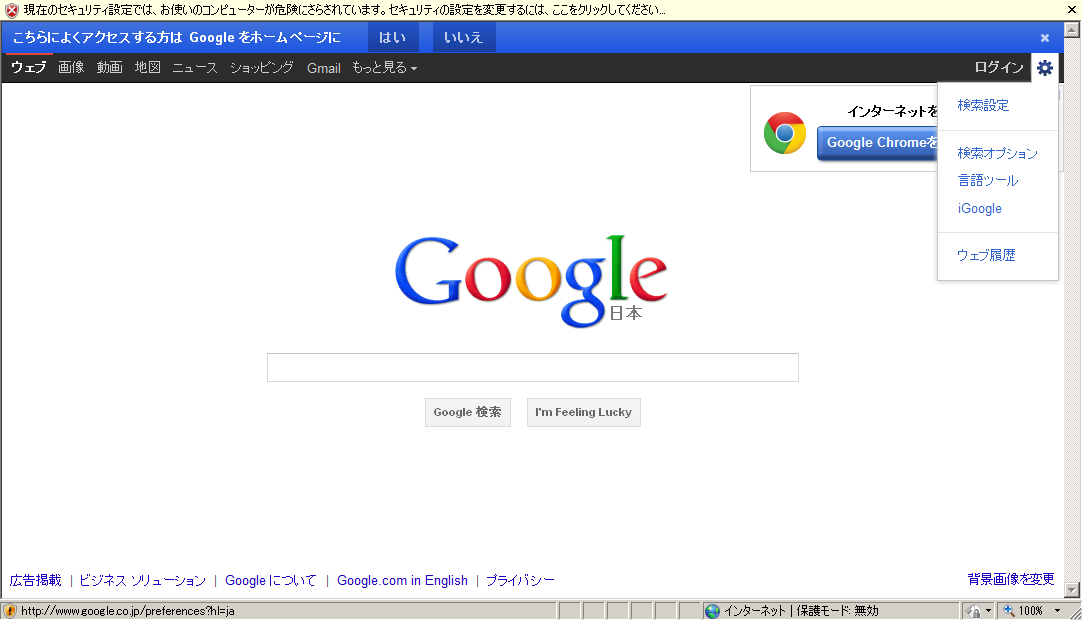 現在のセキュリティ設定では、お使いのコンピューターが危険にさらされています。セキュリティの設定を変更するには、ここをクリックしてください...
こちらによくアクセスする方は Google をホームページに はい いいえ
ウェブ 画像 動画 地図 ニュース ショッピング Gmail もっと見る ログイン
検索設定
インターネットを
Google Chromeを
検索オプション
言語ツール
iGoogle
ウェブ履歴
Google
日本
Google 検索 I'm Feeling Lucky
広告掲載 | ビジネス ソリューション | Google について | Google.com in English | プライバシー 背景画像を変更
http://www.google.co.jp/preferences?hl=ja インターネット | 保護モード: 無効 100%